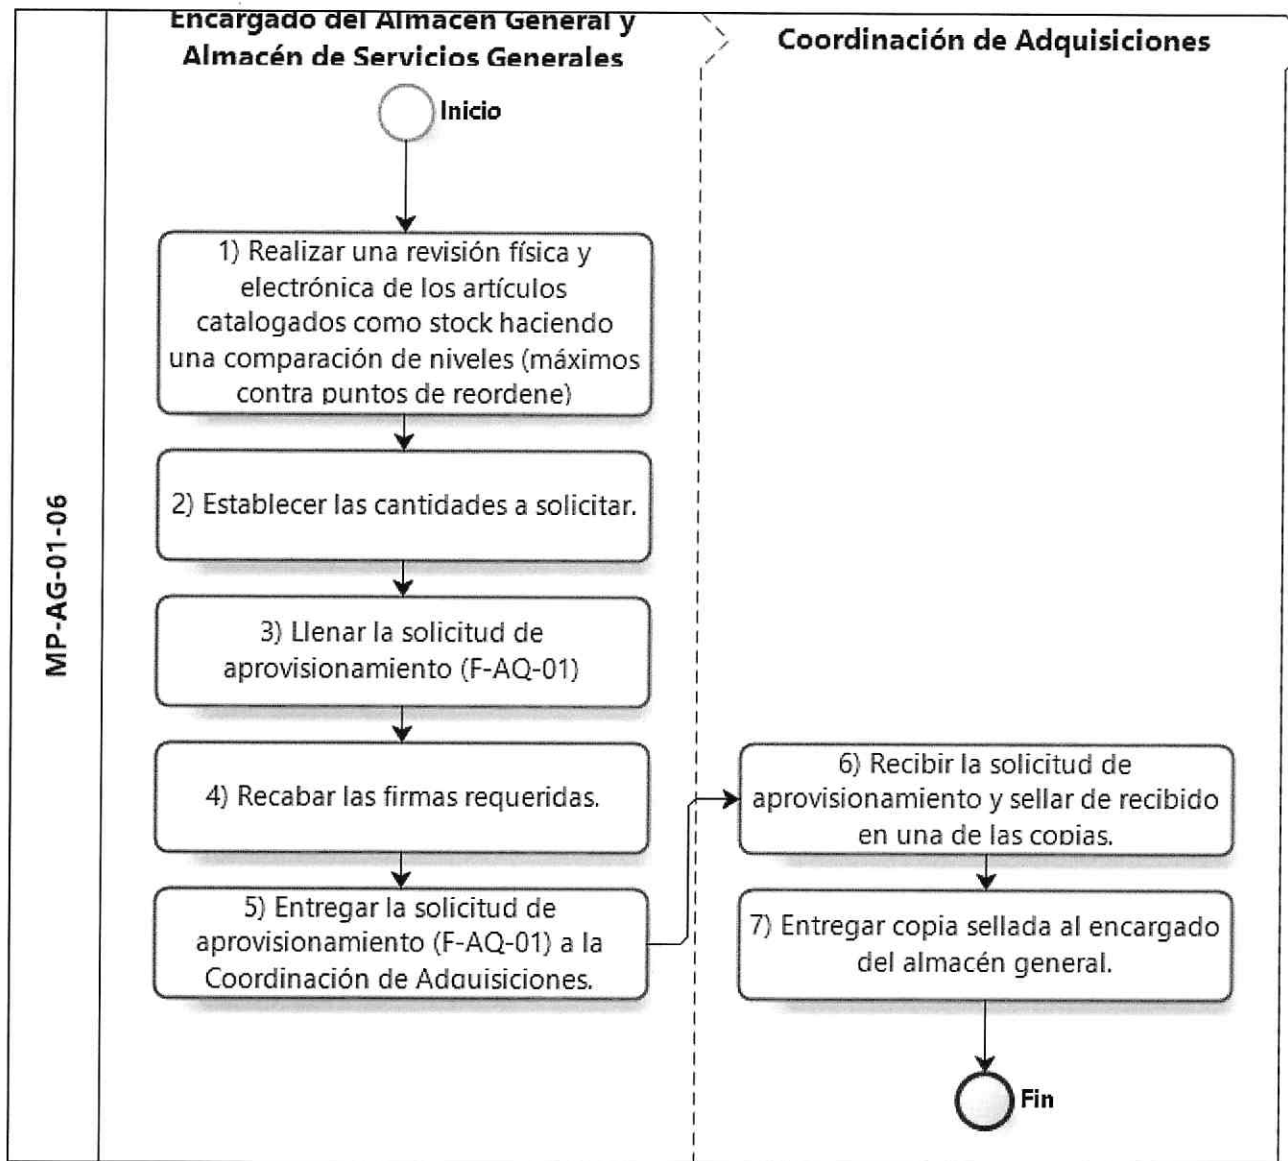 Encargado del Almacén General y
Almacén de Servicios Generales
Coordinación de Adquisiciones
Inicio
MP-AG-01-06
1) Realizar una revisión física y
electrónica de los artículos
catalogados como stock haciendo
una comparación de niveles (máximos
contra puntos de reordene)
2) Establecer las cantidades a solicitar.
3) Llenar la solicitud de
aprovisionamiento (F-AQ-01)
4) Recabar las firmas requeridas.
5) Entregar la solicitud de
aprovisionamiento (F-AQ-01) a la
Coordinación de Adquisiciones.
6) Recibir la solicitud de
aprovisionamiento y sellar de recibido
en una de las copias.
7) Entregar copia sellada al encargado
del almacén general.
Fin